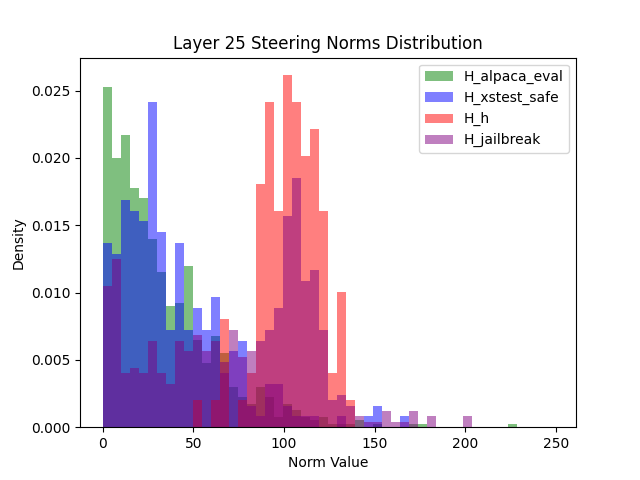 Layer 25 Steering Norms Distribution
H_alpaca_eval
H_xstest_safe
H_h
H_jailbreak
Density
0.025
0.020
0.015
0.010
0.005
0.000
0 50 100 150 200 250
Norm Value